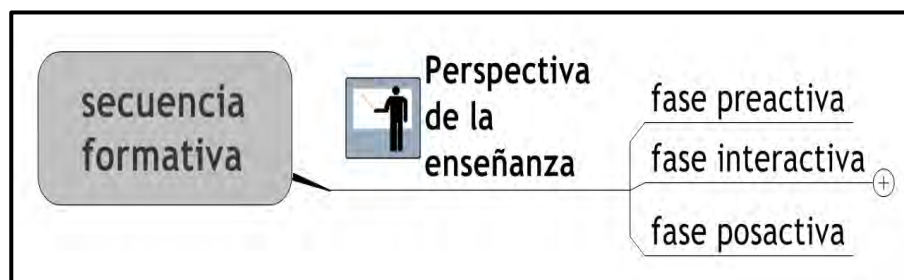 secuencia
formativa
Perspectiva
de la
enseñanza
fase preactiva
fase interactiva
fase posactiva